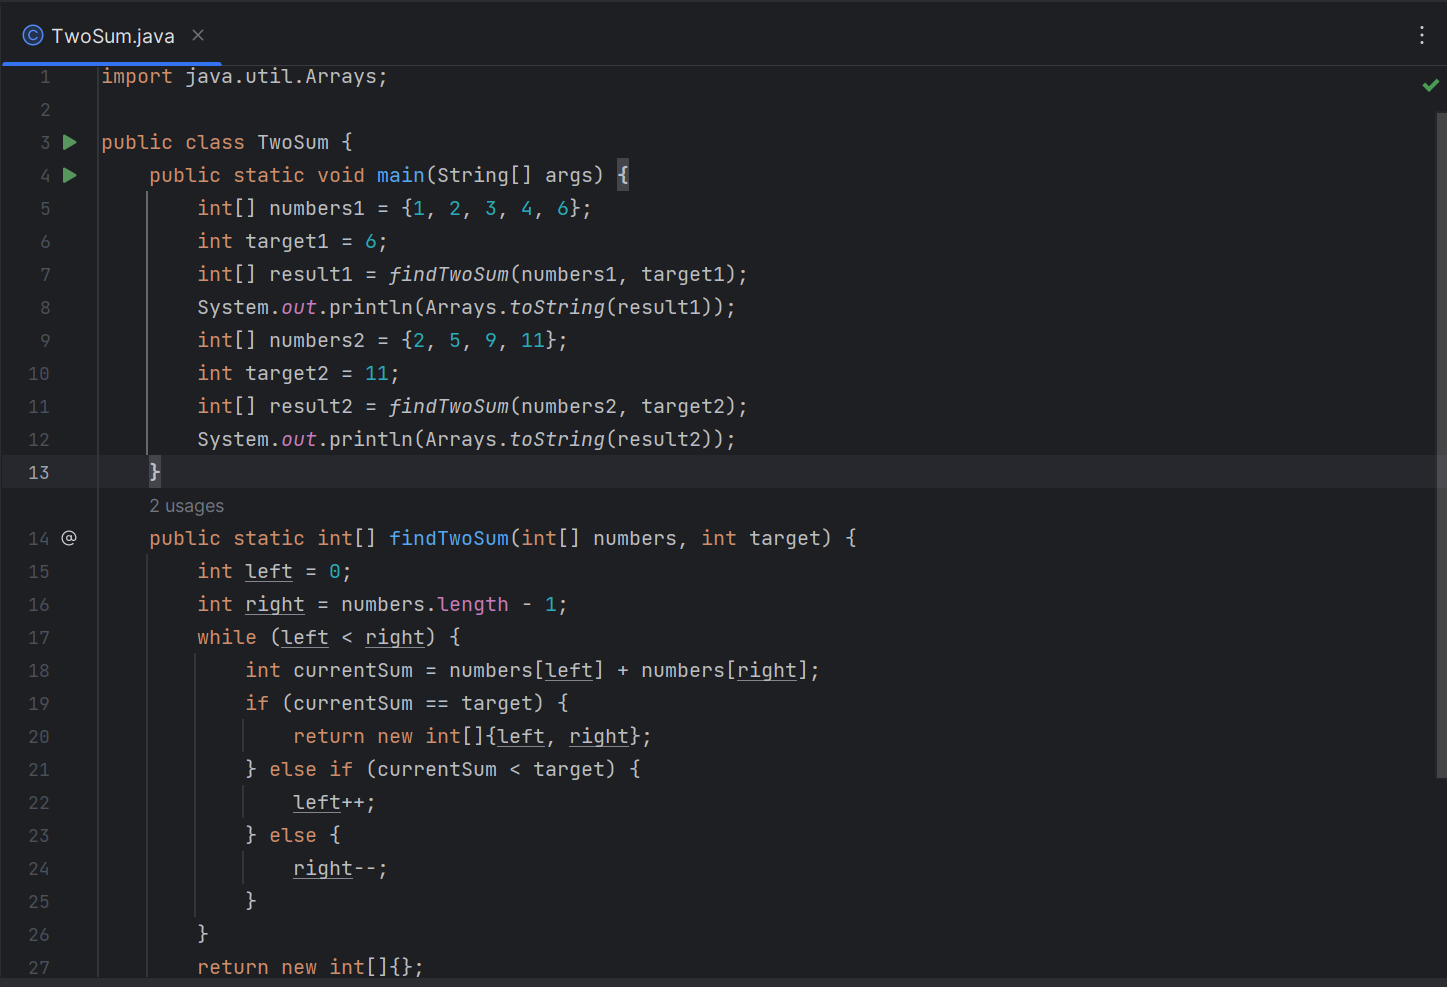 TwoSum.java
1 import java.util.Arrays;
2
3 public class TwoSum {
4     public static void main(String[] args) {
5         int[] numbers1 = {1, 2, 3, 4, 6};
6         int target1 = 6;
7         int[] result1 = findTwoSum(numbers1, target1);
8         System.out.println(Arrays.toString(result1));
9         int[] numbers2 = {2, 5, 9, 11};
10         int target2 = 11;
11         int[] result2 = findTwoSum(numbers2, target2);
12         System.out.println(Arrays.toString(result2));
13     }
2 usages
14 @ public static int[] findTwoSum(int[] numbers, int target) {
15         int left = 0;
16         int right = numbers.length - 1;
17         while (left < right) {
18             int currentSum = numbers[left] + numbers[right];
19             if (currentSum == target) {
20                 return new int[]{left, right};
21             } else if (currentSum < target) {
22                 left++;
23             } else {
24                 right--;
25             }
26         }
27         return new int[]{};